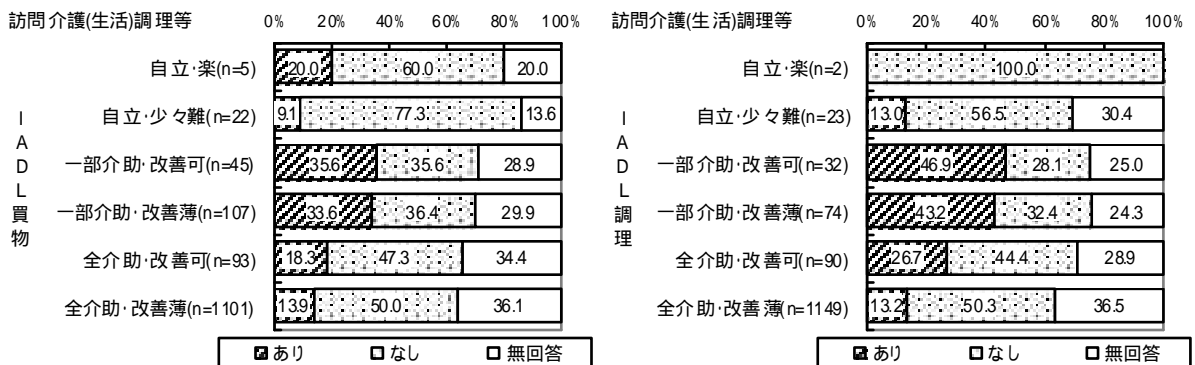 訪問介護(生活)調理等
0% 20% 40% 60% 80% 100%
IADL買物
自立・楽(n=5) 20.0 60.0 20.0
自立・少々難(n=22) 9.1 77.3 13.6
一部介助・改善可(n=45) 35.6 35.6 28.9
一部介助・改善薄(n=107) 33.6 36.4 29.9
全介助・改善可(n=93) 18.3 47.3 34.4
全介助・改善薄(n=1101) 13.9 50.0 36.1
あり なし 無回答
訪問介護(生活)調理等
0% 20% 40% 60% 80% 100%
IADL調理
自立・楽(n=2) 100.0
自立・少々難(n=23) 13.0 56.5 30.4
一部介助・改善可(n=32) 46.9 28.1 25.0
一部介助・改善薄(n=74) 43.2 32.4 24.3
全介助・改善可(n=90) 26.7 44.4 28.9
全介助・改善薄(n=1149) 13.2 50.3 36.5
あり なし 無回答